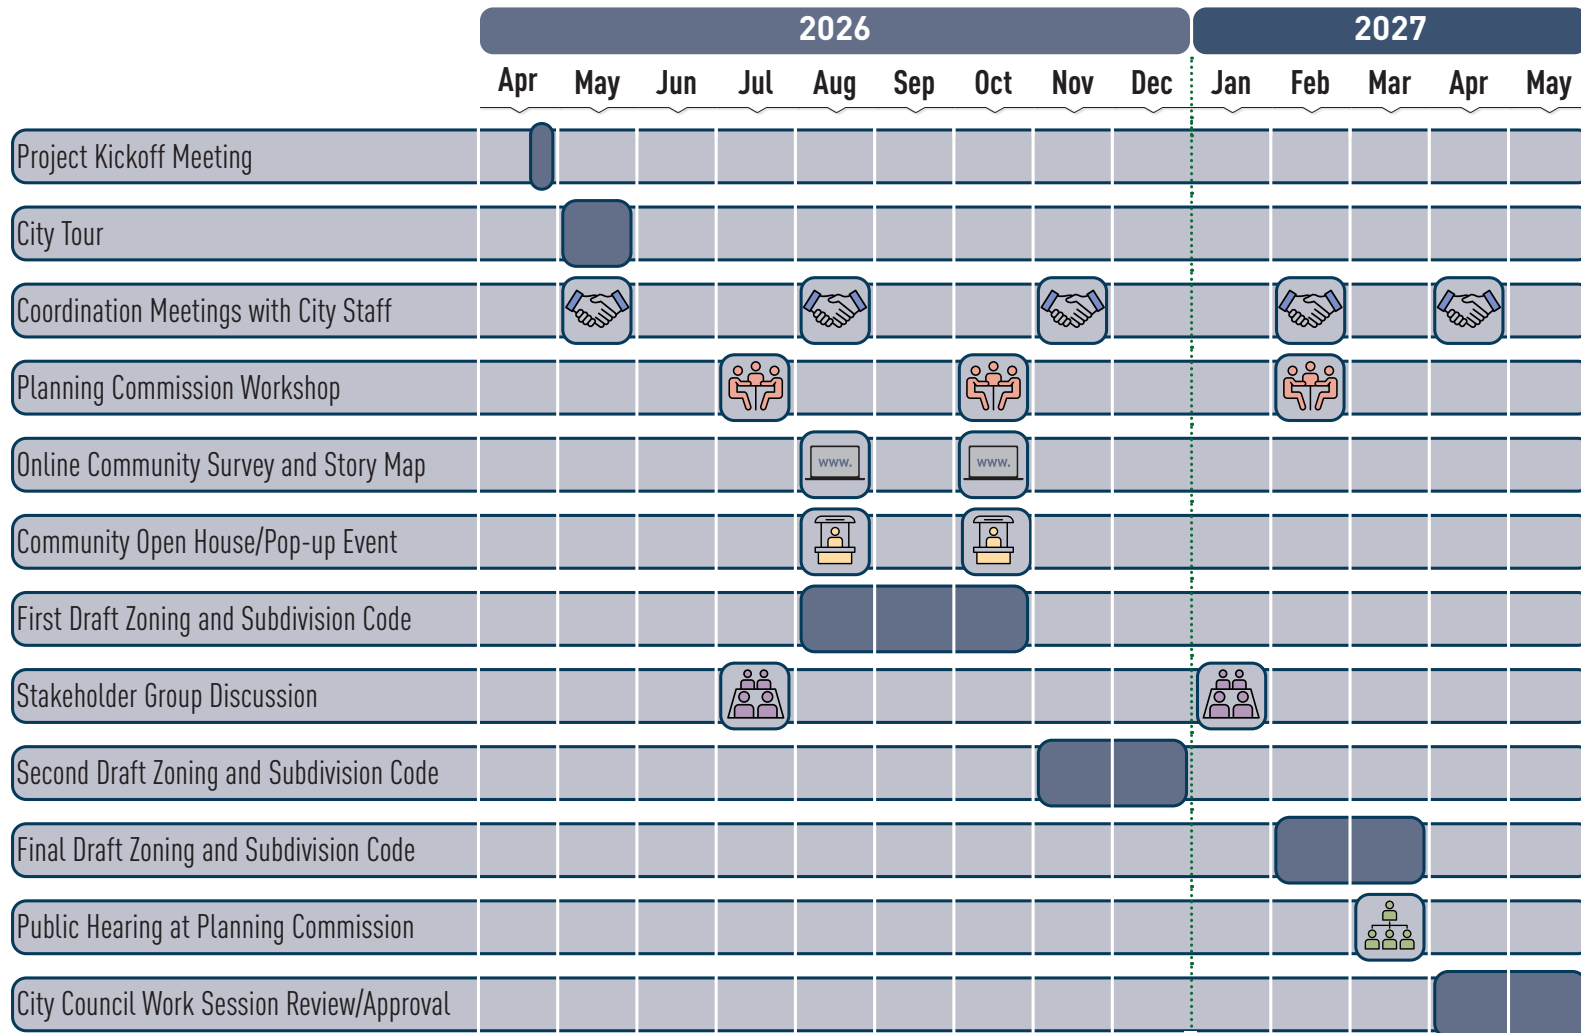 2026 2027
Apr May Jun Jul Aug Sep Oct Nov Dec Jan Feb Mar Apr May
Project Kickoff Meeting
City Tour
Coordination Meetings with City Staff
Planning Commission Workshop
Online Community Survey and Story Map
www. www.
Community Open House/Pop-up Event
First Draft Zoning and Subdivision Code
Stakeholder Group Discussion
Second Draft Zoning and Subdivision Code
Final Draft Zoning and Subdivision Code
Public Hearing at Planning Commission
City Council Work Session Review/Approval